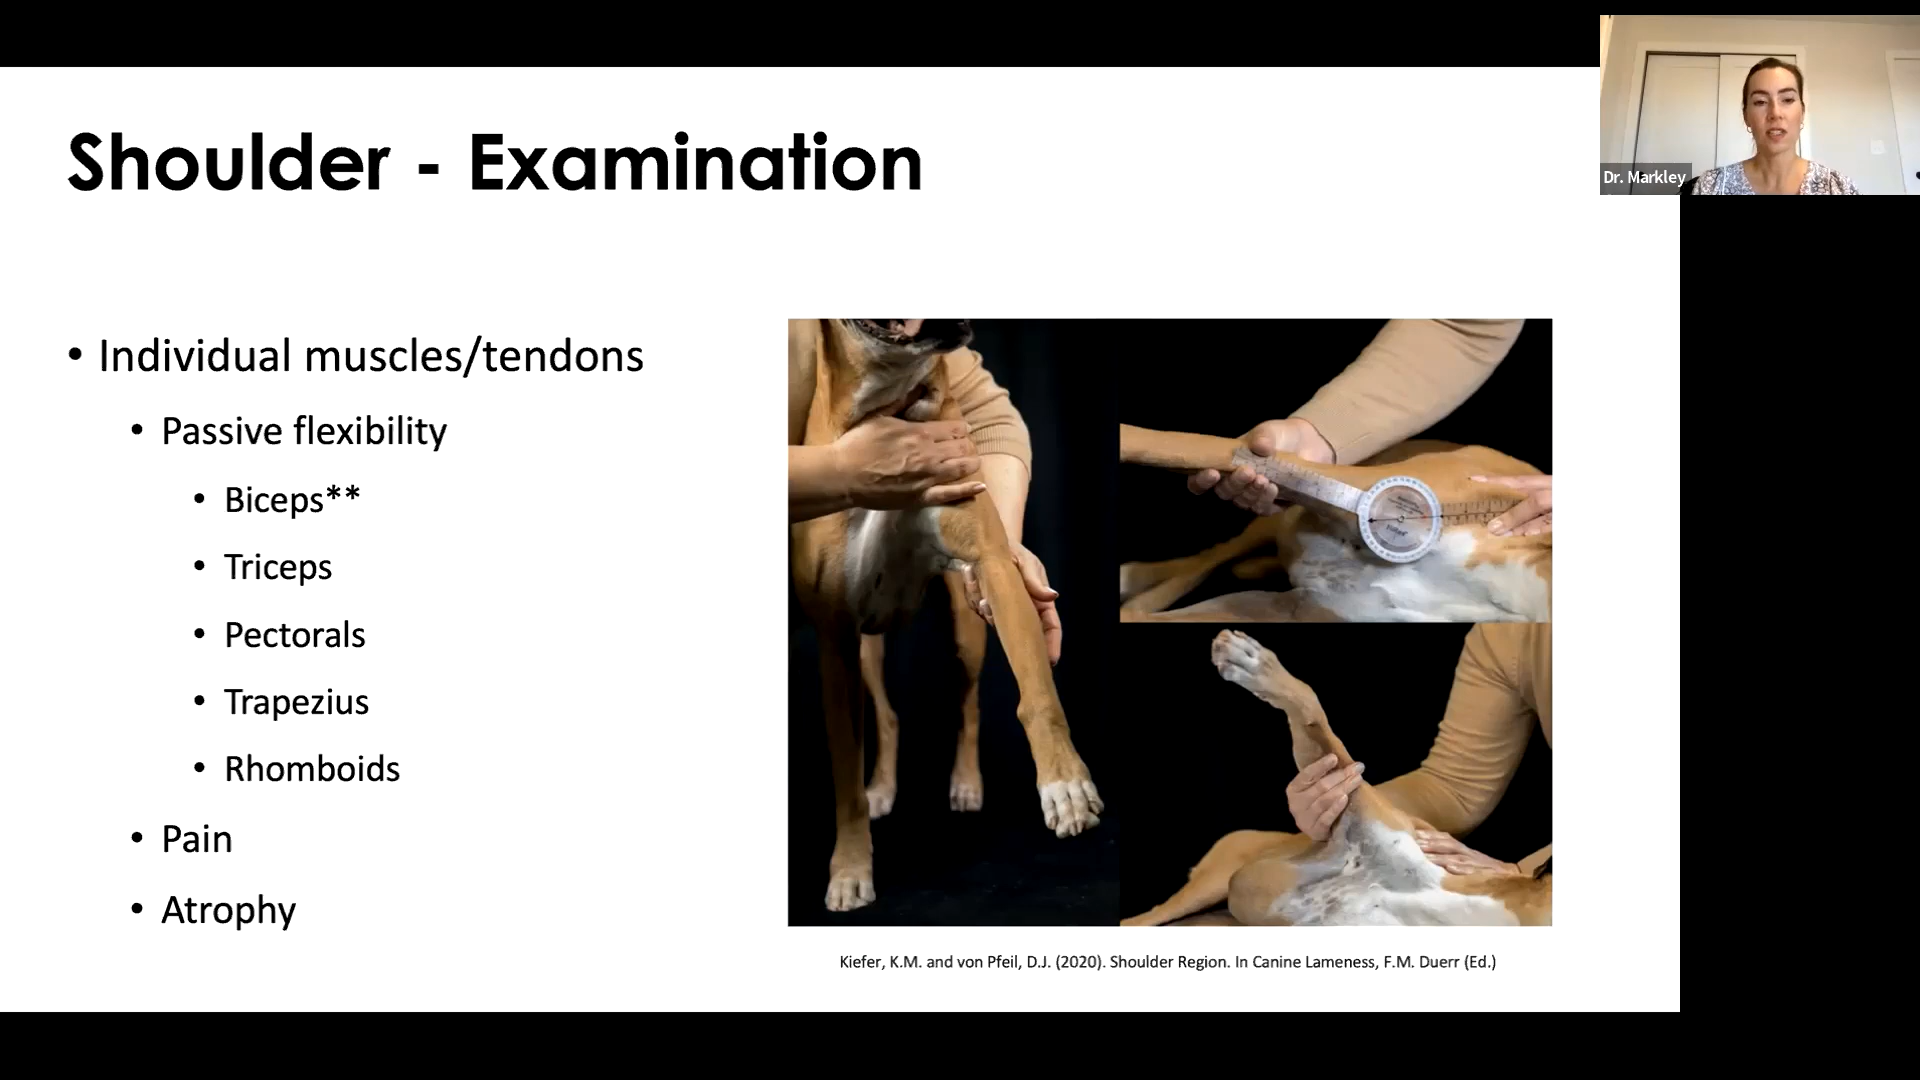 Shoulder - Examination
Dr. Markley
• Individual muscles/tendons
• Passive flexibility
• Biceps**
• Triceps
• Pectorals
• Trapezius
• Rhomboids
• Pain
• Atrophy
Kiefer, K.M. and von Pfeil, D.J. (2020). Shoulder Region. In Canine Lameness, F.M. Duerr (Ed.)